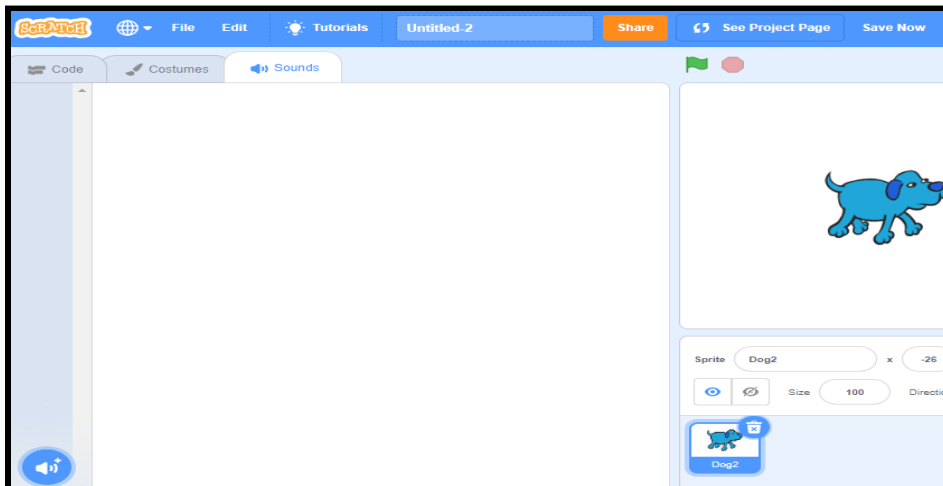 SCRATCH File Edit Tutorials Untitled-2 Share See Project Page Save Now
Code Costumes Sounds
Sprite Dog2 x -26
Size 100 Directio
Dog2